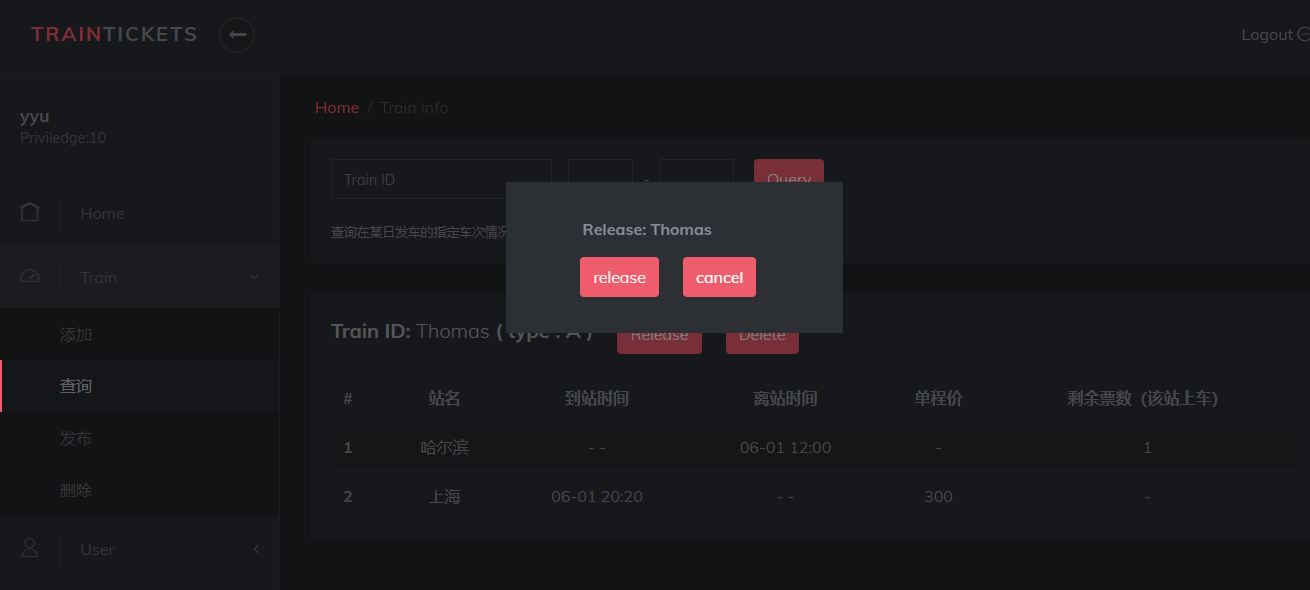 TRAINTICKETS
Logout
yyu
Priviledge:10
Home / Train info
Train ID
-
Query
查询在某日发车的指定车次情况
Release: Thomas
release cancel
Home
Train
添加
查询
发布
删除
User
Train ID: Thomas ( type : A )
Release
Delete
# 站名 到站时间 离站时间 单程价 剩余票数（该站上车）
1 哈尔滨 - - 06-01 12:00 - 1
2 上海 06-01 20:20 - - 300 -